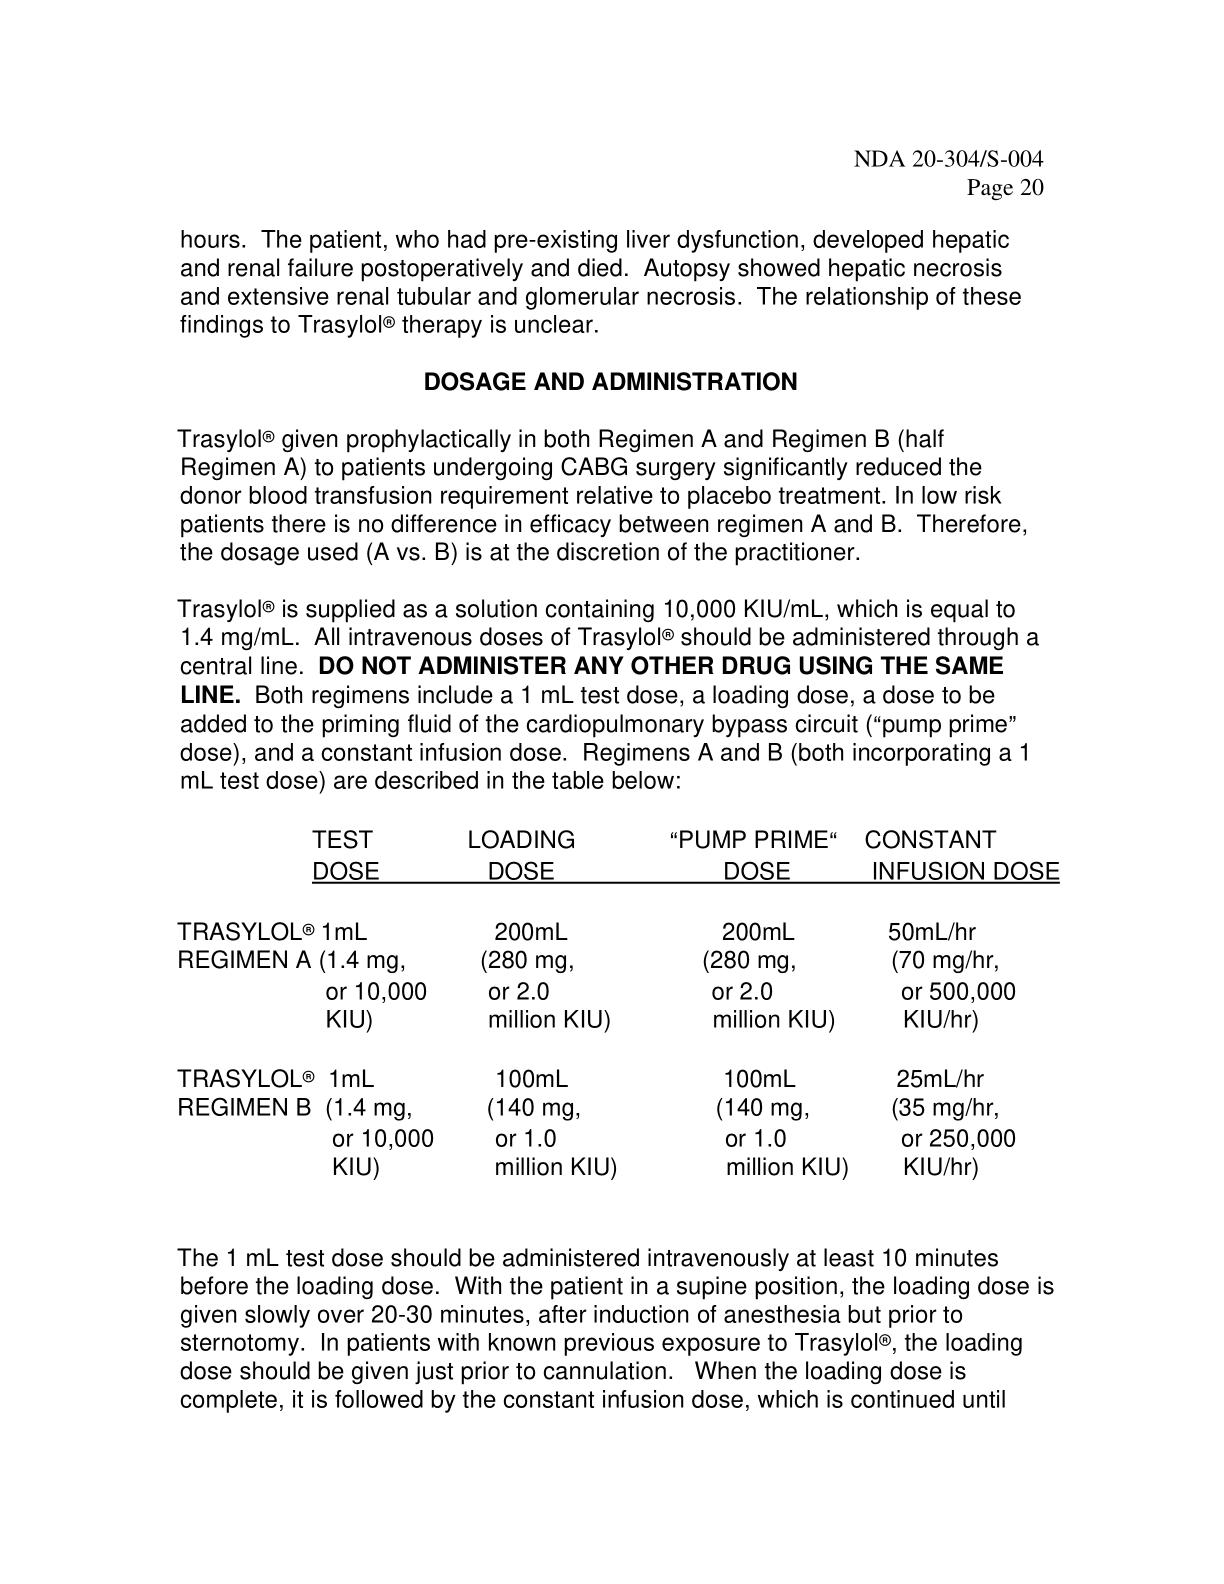 NDA 20-304/S-004
Page 20
hours.  The patient, who had pre-existing liver dysfunction, developed hepatic
and renal failure postoperatively and died.  Autopsy showed hepatic necrosis
and extensive renal tubular and glomerular necrosis.  The relationship of these
findings to Trasylol® therapy is unclear.
DOSAGE AND ADMINISTRATION
Trasylol® given prophylactically in both Regimen A and Regimen B (half
Regimen A) to patients undergoing CABG surgery significantly reduced the
donor blood transfusion requirement relative to placebo treatment. In low risk
patients there is no difference in efficacy between regimen A and B.  Therefore,
the dosage used (A vs. B) is at the discretion of the practitioner.
Trasylol® is supplied as a solution containing 10,000 KIU/mL, which is equal to
1.4 mg/mL.  All intravenous doses of Trasylol® should be administered through a
central line.  DO NOT ADMINISTER ANY OTHER DRUG USING THE SAME
LINE.  Both regimens include a 1 mL test dose, a loading dose, a dose to be
added to the priming fluid of the cardiopulmonary bypass circuit (“pump prime”
dose), and a constant infusion dose.  Regimens A and B (both incorporating a 1
mL test dose) are described in the table below:
TEST LOADING “PUMP PRIME“ CONSTANT
DOSE DOSE DOSE INFUSION DOSE
TRASYLOL® 1mL 200mL 200mL 50mL/hr
REGIMEN A (1.4 mg, (280 mg, (280 mg, (70 mg/hr,
or 10,000 or 2.0 or 2.0 or 500,000
KIU) million KIU) million KIU) KIU/hr)
TRASYLOL® 1mL 100mL 100mL 25mL/hr
REGIMEN B (1.4 mg, (140 mg, (140 mg, (35 mg/hr,
or 10,000 or 1.0 or 1.0 or 250,000
KIU) million KIU) million KIU) KIU/hr)
The 1 mL test dose should be administered intravenously at least 10 minutes
before the loading dose.  With the patient in a supine position, the loading dose is
given slowly over 20-30 minutes, after induction of anesthesia but prior to
sternotomy.  In patients with known previous exposure to Trasylol®, the loading
dose should be given just prior to cannulation.   When the loading dose is
complete, it is followed by the constant infusion dose, which is continued until